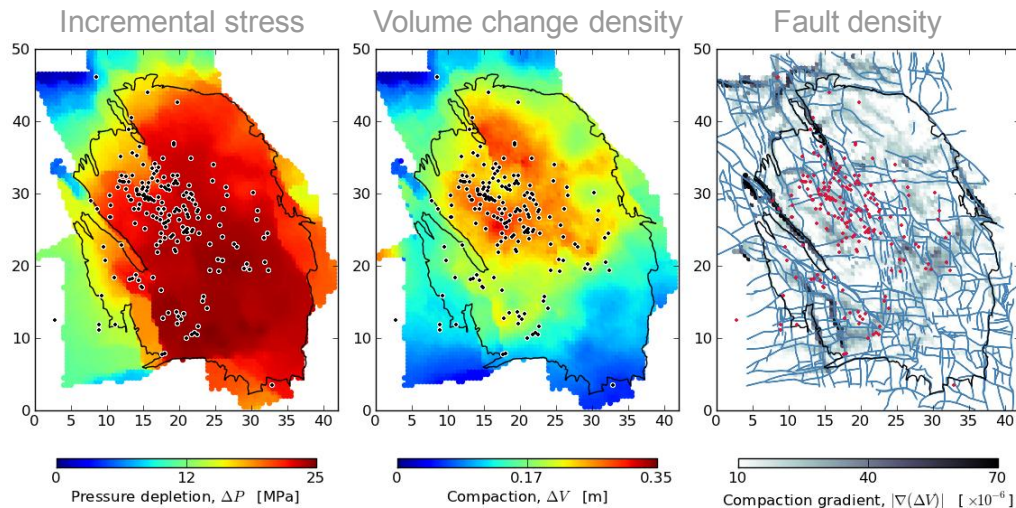 Incremental stress
Volume change density
Fault density
50
40
30
20
10
0
0 5 10 15 20 25 30 35 40
50
40
30
20
10
0
0 5 10 15 20 25 30 35 40
50
40
30
20
10
0
0 5 10 15 20 25 30 35 40
0 12 25
Pressure depletion, ΔP [MPa]
0.00 0.17 0.35
Compaction, ΔV [m]
10 40 70
Compaction gradient, |∇(ΔV)| [ ×10⁻⁶ ]